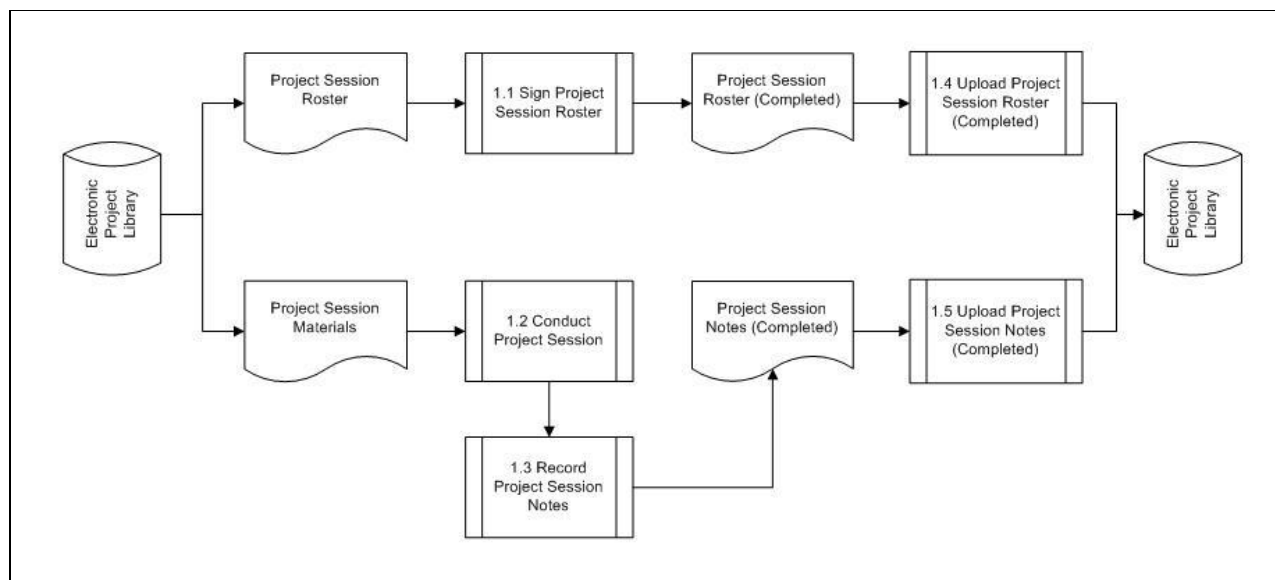 Electronic
Project
Library
Project Session
Roster
1.1 Sign Project
Session Roster
Project Session
Roster (Completed)
1.4 Upload Project
Session Roster
(Completed)
Project Session
Materials
1.2 Conduct
Project Session
1.3 Record
Project Session
Notes
Project Session
Notes (Completed)
1.5 Upload Project
Session Notes
(Completed)
Electronic
Project
Library